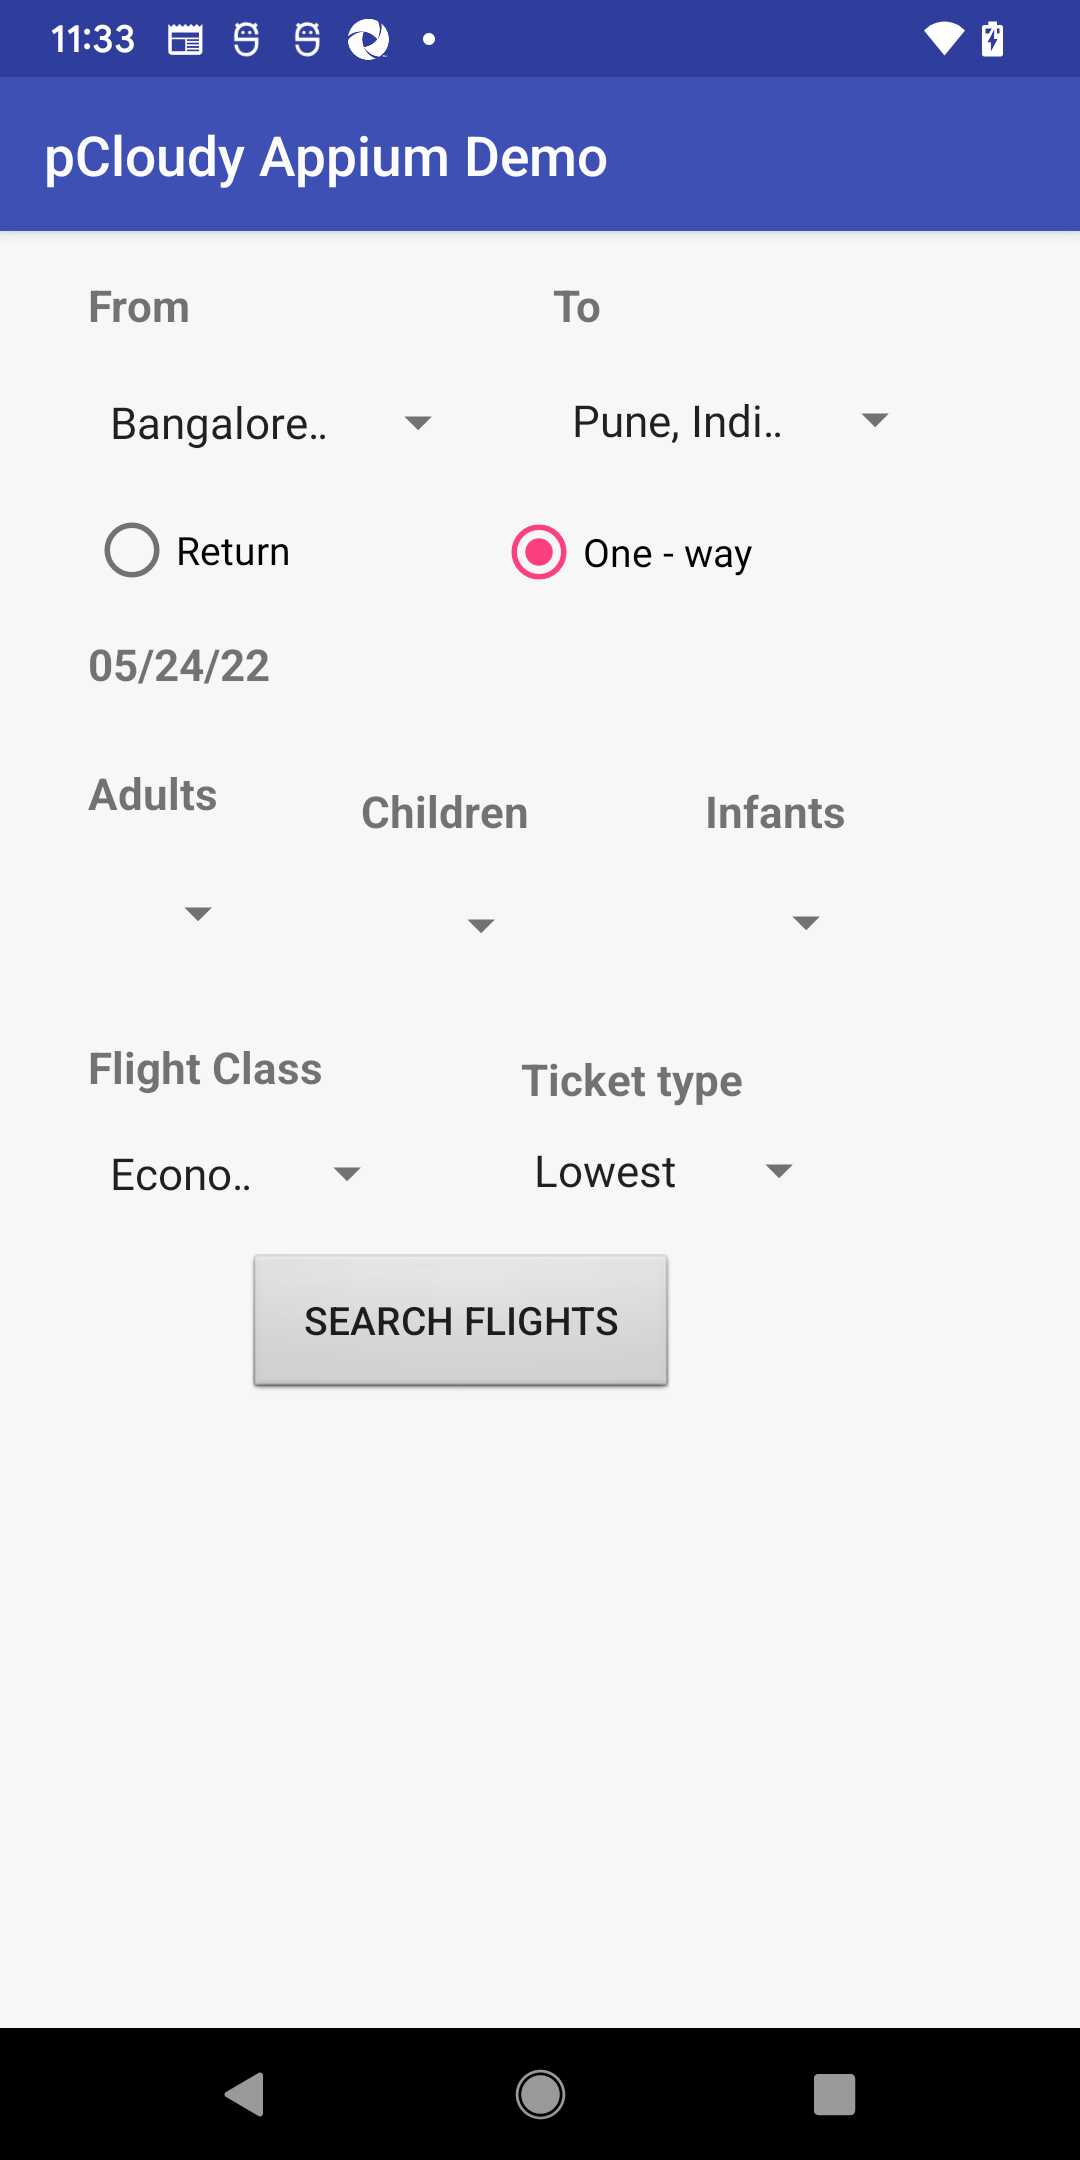 11:33
pCloudy Appium Demo
From To
Bangalore.. Pune, Indi..
Return One - way
05/24/22
Adults Children Infants
Flight Class Ticket type
Econo.. Lowest
SEARCH FLIGHTS